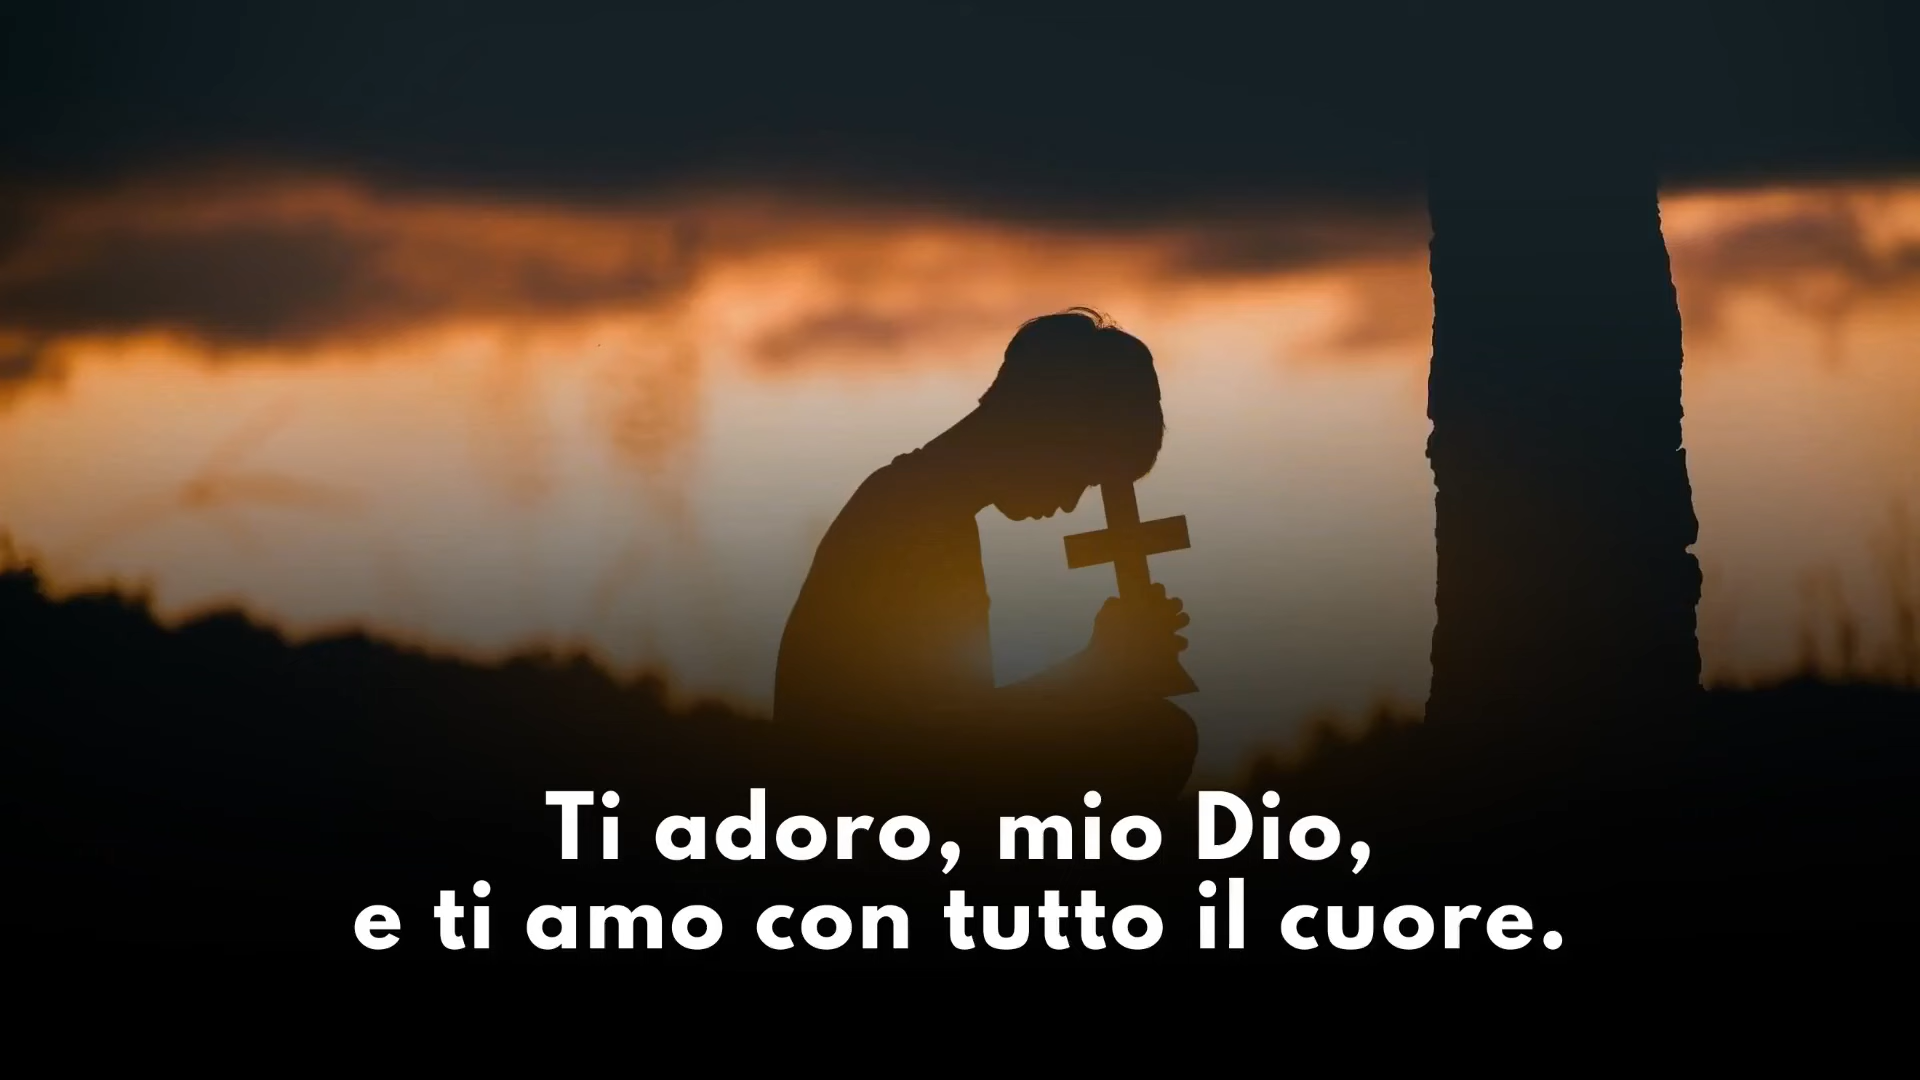 Ti adoro, mio Dio,
e ti amo con tutto il cuore.